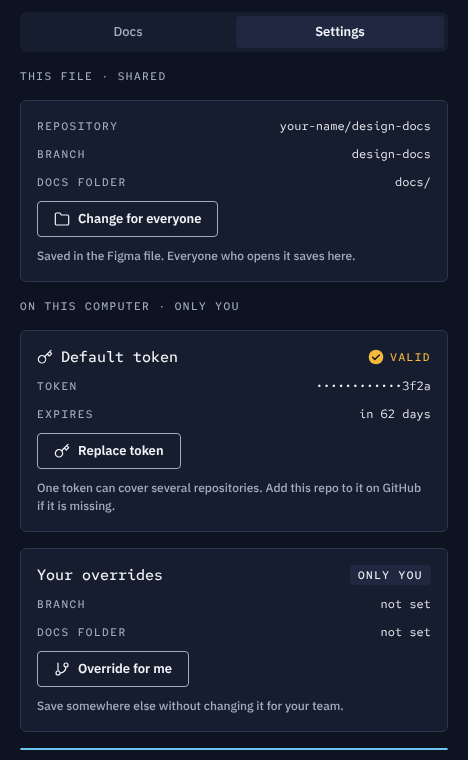 Docs
Settings
THIS FILE · SHARED
REPOSITORY your-name/design-docs
BRANCH design-docs
DOCS FOLDER docs/
Change for everyone
Saved in the Figma file. Everyone who opens it saves here.
ON THIS COMPUTER · ONLY YOU
Default token VALID
TOKEN ••••••••••••3f2a
EXPIRES in 62 days
Replace token
One token can cover several repositories. Add this repo to it on GitHub
if it is missing.
Your overrides ONLY YOU
BRANCH not set
DOCS FOLDER not set
Override for me
Save somewhere else without changing it for your team.